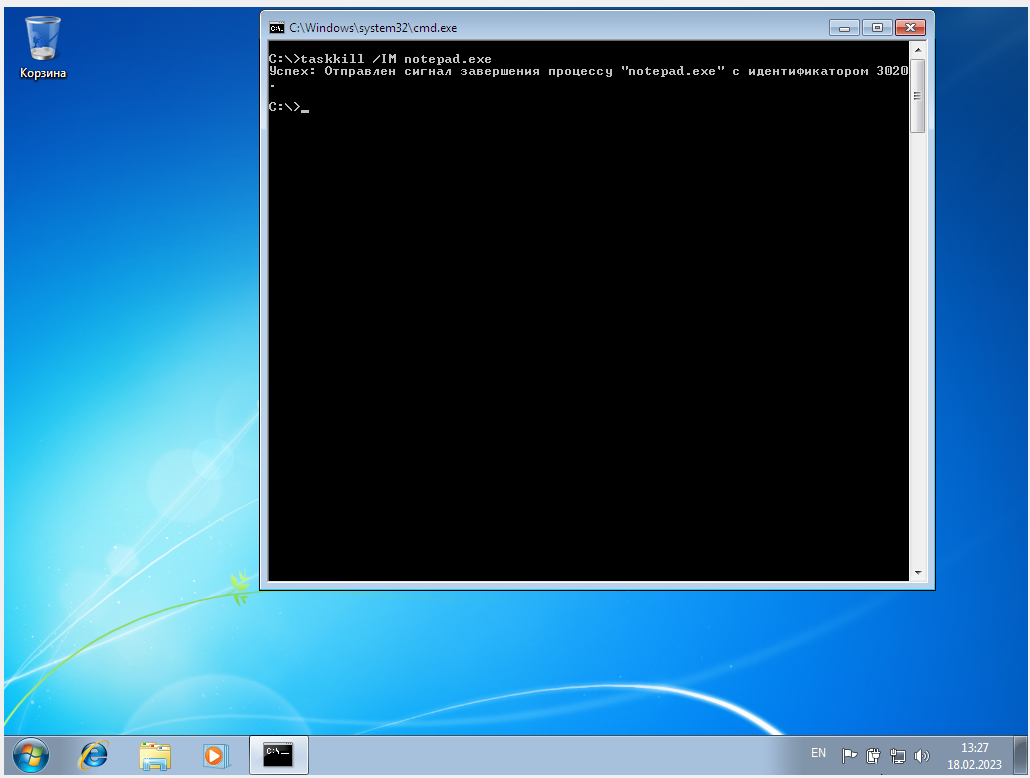 C:\Windows\system32\cmd.exe
Корзина
C:\>taskkill /IM notepad.exe
Успех: Отправлен сигнал завершения процессу "notepad.exe" с идентификатором 3020
.
C:\>_
C:\_
EN
13:27
18.02.2023